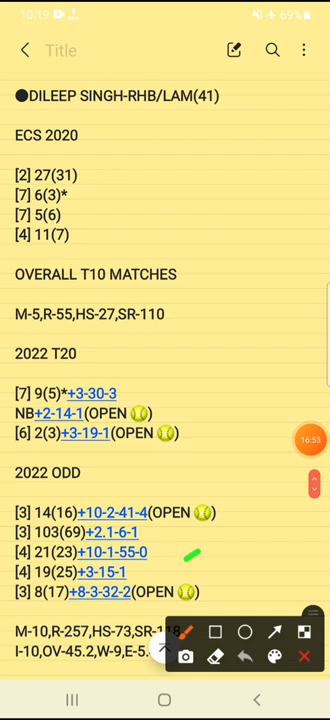 10:19
69%
Title
●DILEEP SINGH-RHB/LAM(41)
ECS 2020
[2] 27(31)
[7] 6(3)*
[7] 5(6)
[4] 11(7)
OVERALL T10 MATCHES
M-5,R-55,HS-27,SR-110
2022 T20
[7] 9(5)*+3-30-3
NB+2-14-1(OPEN 🎾)
[6] 2(3)+3-19-1(OPEN 🎾)
2022 ODD
[3] 14(16)+10-2-41-4(OPEN 🎾)
[3] 103(69)+2.1-6-1
[4] 21(23)+10-1-55-0
[4] 19(25)+3-15-1
[3] 8(17)+8-3-32-2(OPEN 🎾)
M-10,R-257,HS-73,SR-118
I-10,OV-45.2,W-9,E-5.
16:53